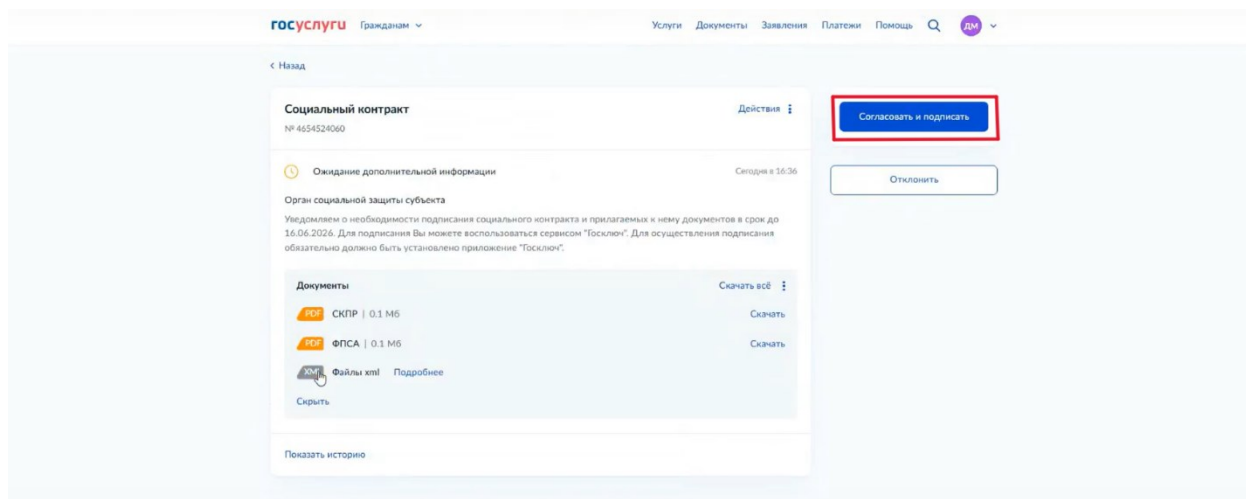 госуслуги Гражданам Услуги Документы Заявления Платежи Помощь ДМ
Назад
Социальный контракт Действия
№ 4654524060
Согласовать и подписать
Ожидание дополнительной информации Сегодня в 16:36
Отклонить
Орган социальной защиты субъекта
Уведомляем о необходимости подписания социального контракта и прилагаемых к нему документов в срок до
16.06.2026. Для подписания Вы можете воспользоваться сервисом "Госключ". Для осуществления подписания
обязательно должно быть установлено приложение "Госключ".
Документы Скачать всё
PDF СКПР | 0.1 Мб Скачать
PDF ФПСА | 0.1 Мб Скачать
XML Файлы xml Подробнее
Скрыть
Показать историю